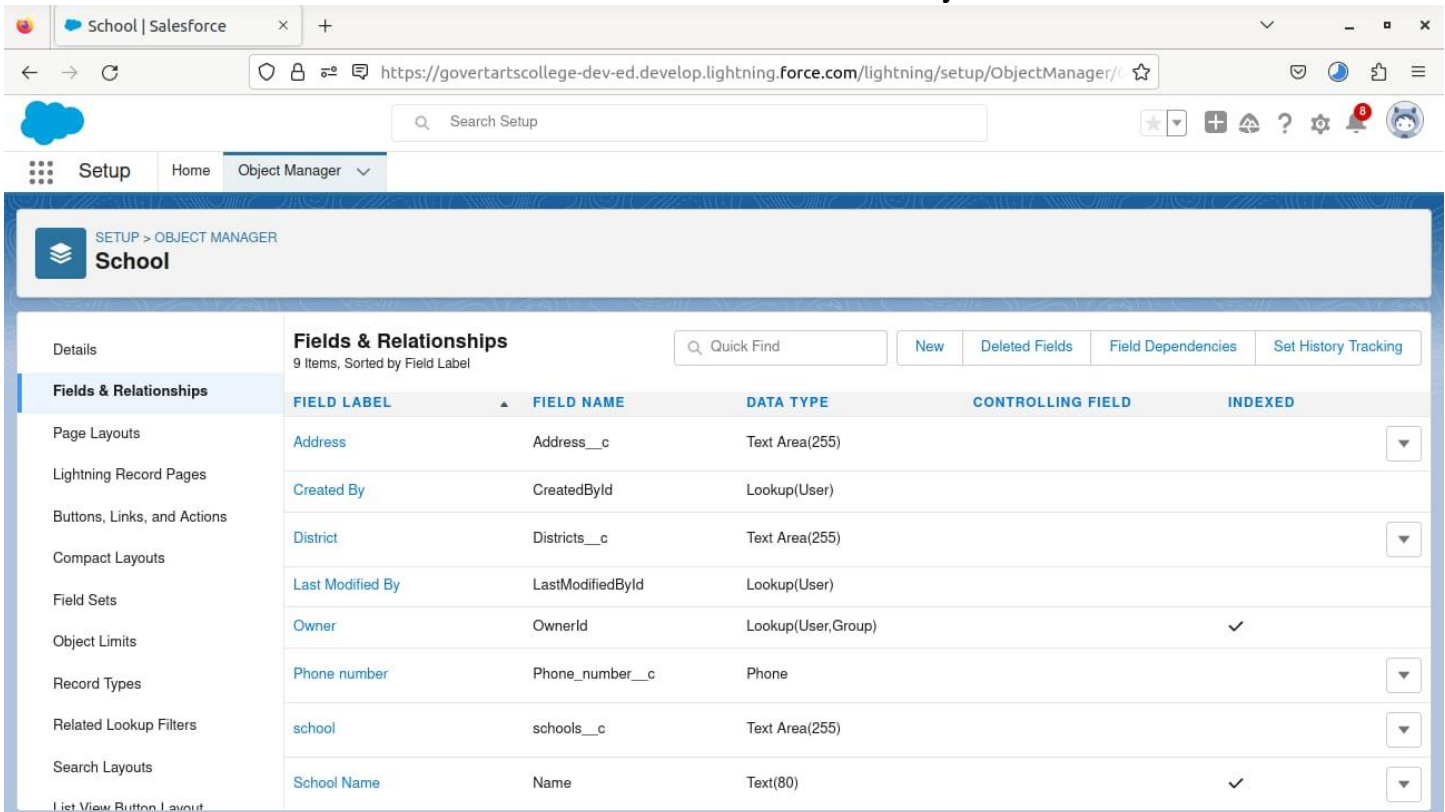 School | Salesforce
https://govertartscollege-dev-ed.develop.lightning.force.com/lightning/setup/ObjectManager/
Search Setup
8
Setup Home Object Manager
SETUP > OBJECT MANAGER
School
Details
Fields & Relationships
Page Layouts
Lightning Record Pages
Buttons, Links, and Actions
Compact Layouts
Field Sets
Object Limits
Record Types
Related Lookup Filters
Search Layouts
List View Button Layout
Fields & Relationships
9 Items, Sorted by Field Label
Quick Find New Deleted Fields Field Dependencies Set History Tracking
FIELD LABEL FIELD NAME DATA TYPE CONTROLLING FIELD INDEXED
Address Address__c Text Area(255)
Created By CreatedById Lookup(User)
District Districts__c Text Area(255)
Last Modified By LastModifiedById Lookup(User)
Owner OwnerId Lookup(User,Group)
Phone number Phone_number__c Phone
school schools__c Text Area(255)
School Name Name Text(80)